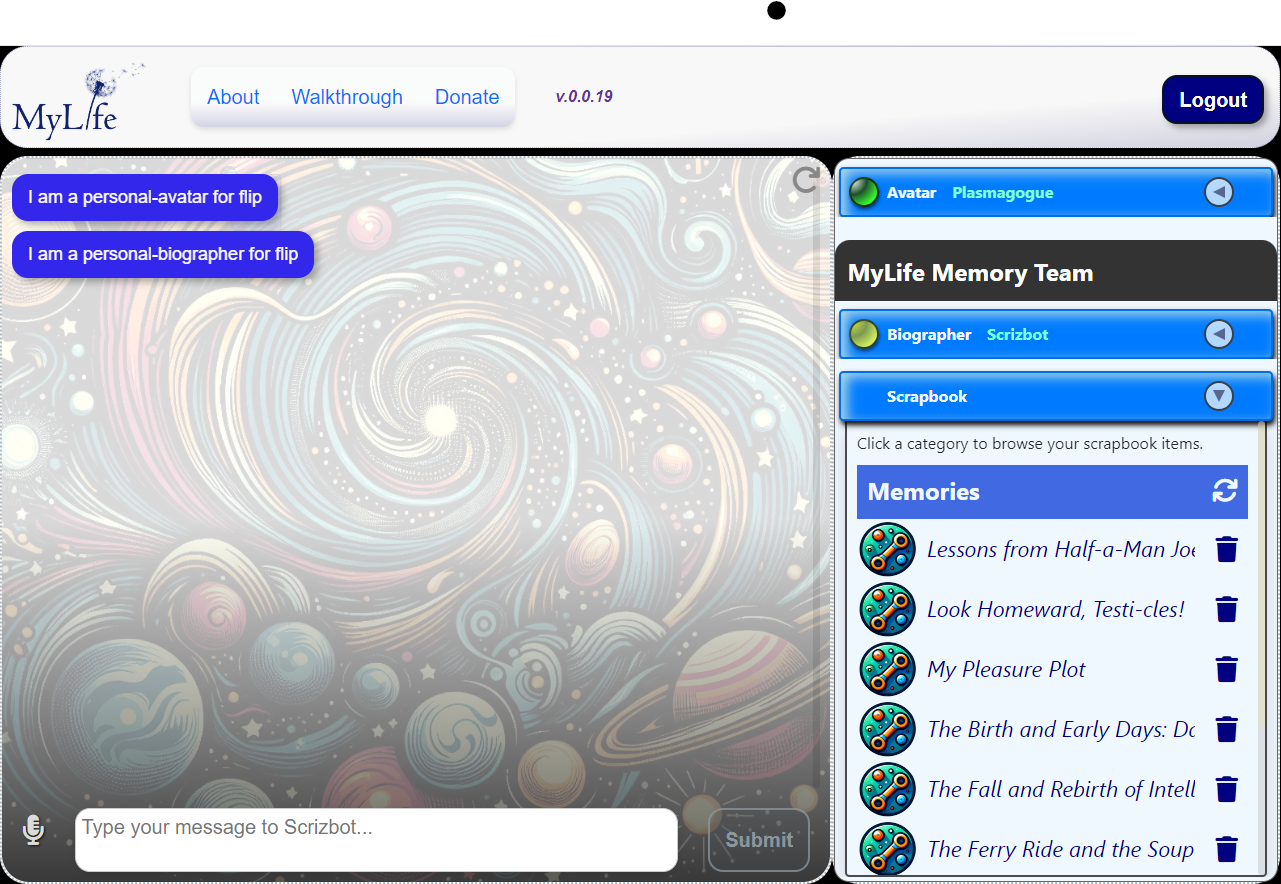 MyLife
About Walkthrough Donate v.0.0.19 Logout
I am a personal-avatar for flip
I am a personal-biographer for flip
Type your message to Scrizbot...
Submit
Avatar Plasmagogue
MyLife Memory Team
Biographer Scrizbot
Scrapbook
Click a category to browse your scrapbook items.
Memories
Lessons from Half-a-Man Joe
Look Homeward, Testi-cles!
My Pleasure Plot
The Birth and Early Days: Da
The Fall and Rebirth of Intell
The Ferry Ride and the Soup